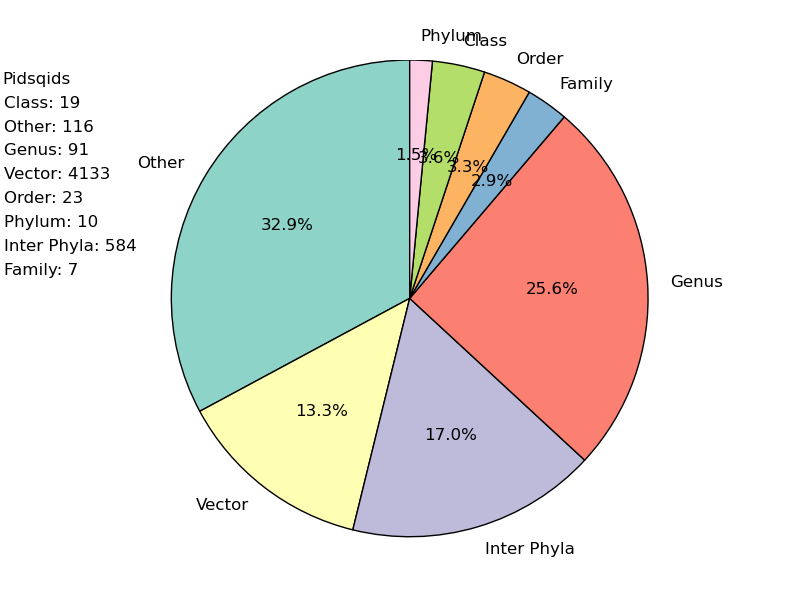 Phylum
Class
Order
Family
Pidsqids
Class: 19
Other: 116
Genus: 91
Vector: 4133
Order: 23
Phylum: 10
Inter Phyla: 584
Family: 7
Other
1.5%
3.6%
3.3%
2.9%
32.9%
25.6%
Genus
13.3%
17.0%
Vector
Inter Phyla